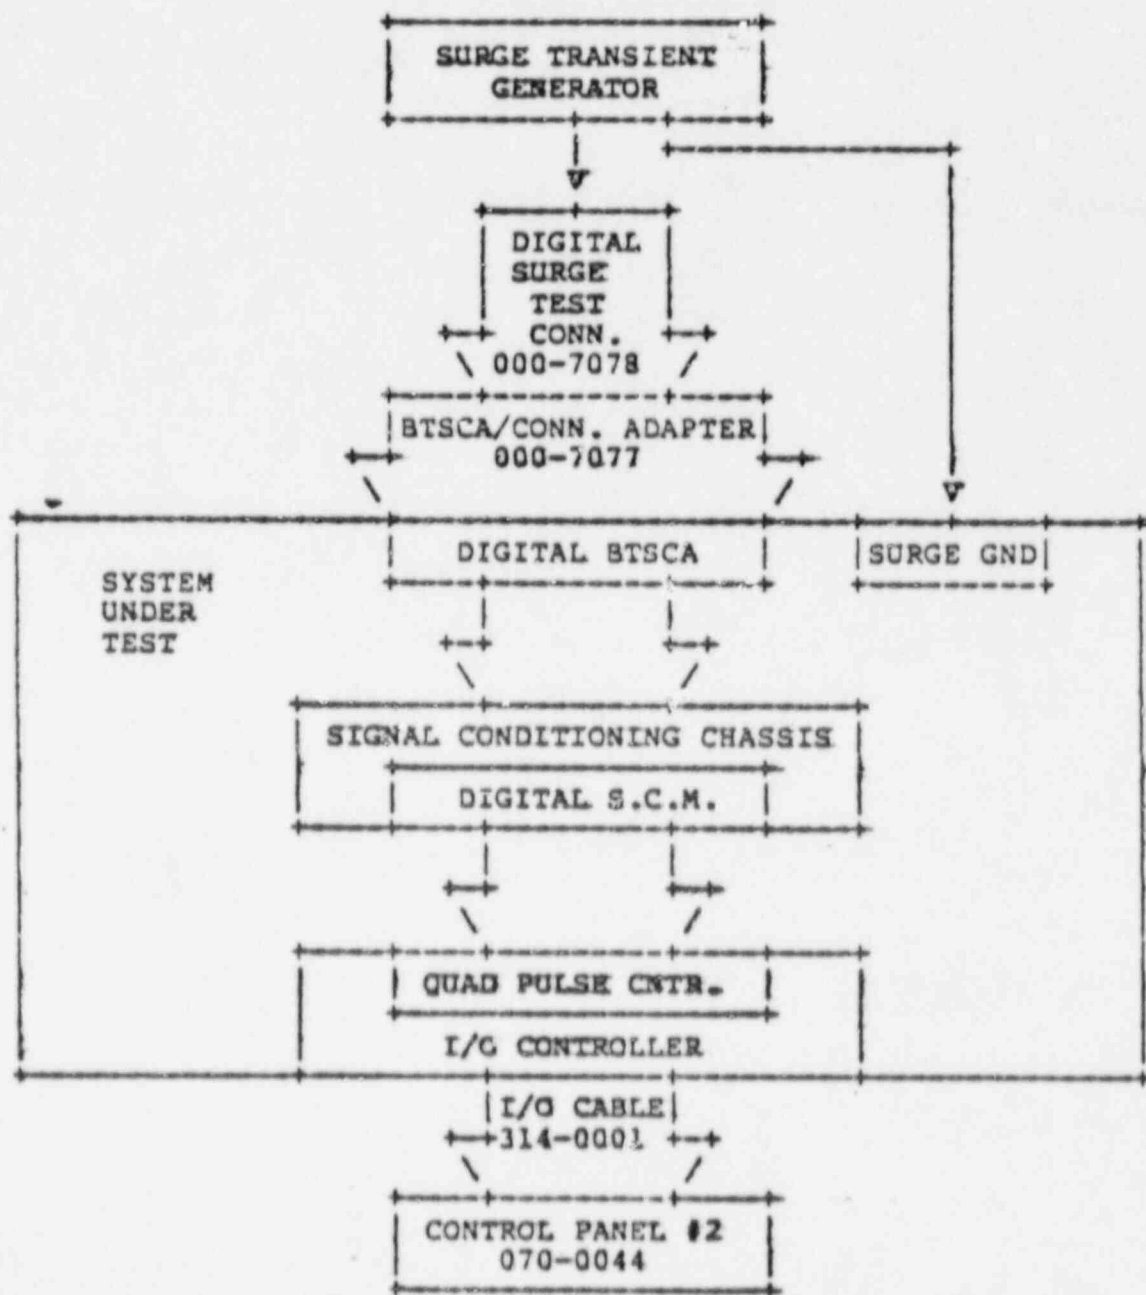 SURGE TRANSIENT
GENERATOR
DIGITAL
SURGE
TEST
CONN.
000-7078
BTSCA/CONN. ADAPTER
000-7077
DIGITAL BTSCA
SURGE GND
SYSTEM
UNDER
TEST
SIGNAL CONDITIONING CHASSIS
DIGITAL S.C.M.
QUAD PULSE CNTR.
I/O CONTROLLER
I/O CABLE
314-0001
CONTROL PANEL #2
070-0044